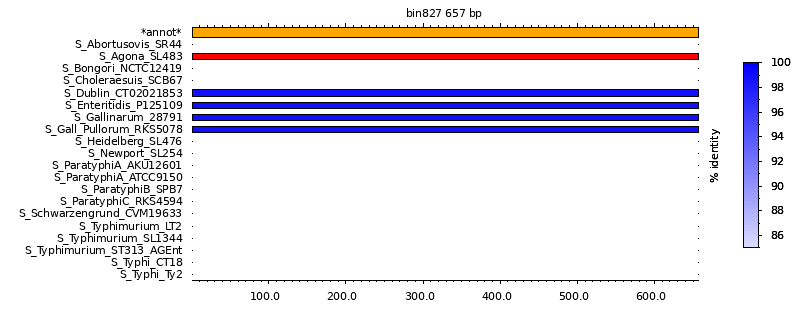 bin827 657 bp
*annot*
S_Abortusovis_SR44
S_Agona_SL483
S_Bongori_NCTC12419
S_Choleraesuis_SCB67
S_Dublin_CT02021853
S_Enteritidis_P125109
S_Gallinarum_28791
S_Gall_Pullorum_RKS5078
S_Heidelberg_SL476
S_Newport_SL254
S_ParatyphiA_AKU12601
S_ParatyphiA_ATCC9150
S_ParatyphiB_SPB7
S_ParatyphiC_RKS4594
S_Schwarzengrund_CVM19633
S_Typhimurium_LT2
S_Typhimurium_SL1344
S_Typhimurium_ST313_AGEnt
S_Typhi_CT18
S_Typhi_Ty2
100.0 200.0 300.0 400.0 500.0 600.0
% identity
100
98
96
94
92
90
88
86